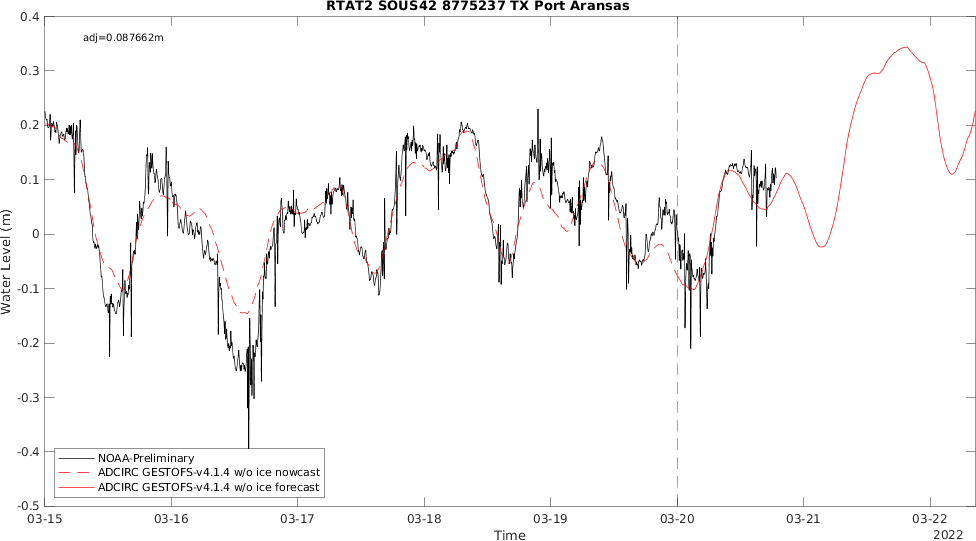 RTAT2 SOUS42 8775237 TX Port Aransas
adj=0.087662m
Water Level (m)
0.4
0.3
0.2
0.1
0
-0.1
-0.2
-0.3
-0.4
-0.5
NOAA-Preliminary
ADCIRC GESTOFS-v4.1.4 w/o ice nowcast
ADCIRC GESTOFS-v4.1.4 w/o ice forecast
03-15 03-16 03-17 03-18 03-19 03-20 03-21 03-22
Time
2022